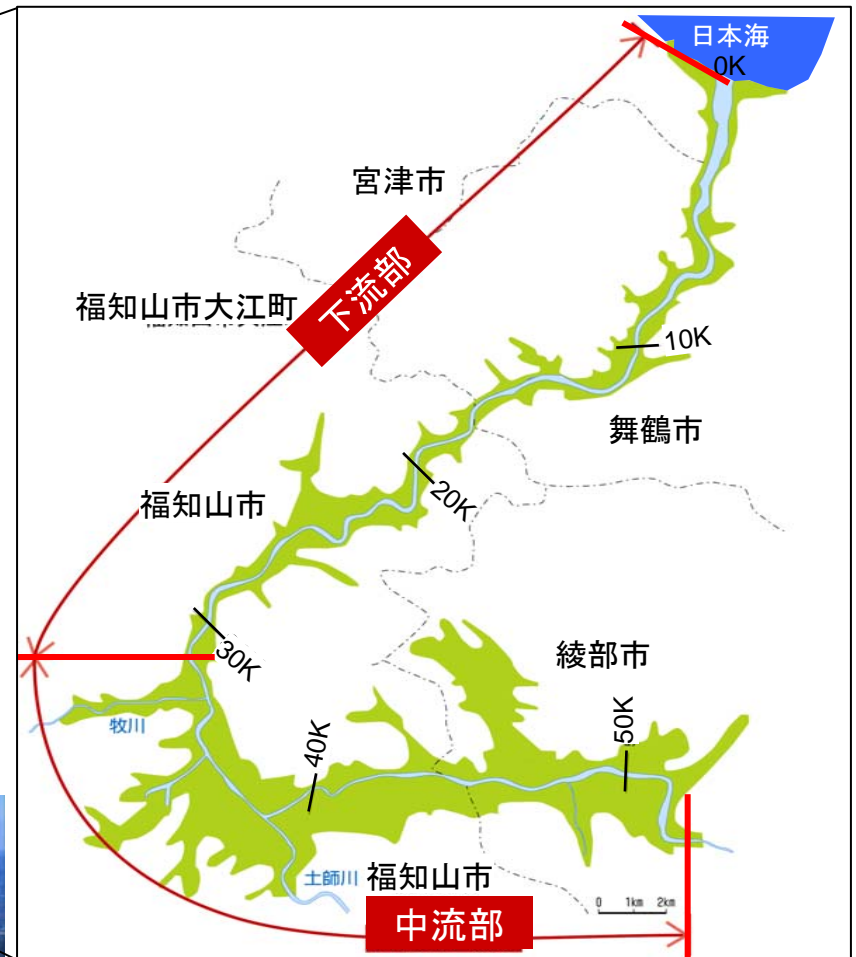 日本海
0K
宮津市
下流部
福知山市大江町
10K
舞鶴市
20K
福知山市
30K
綾部市
牧川
40K
50K
土師川
福知山市
0 1km 2km
中流部